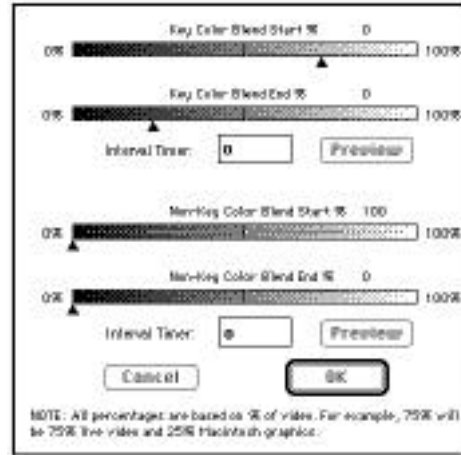 Key Color Blend Start % 0
0% 100%
Key Color Blend End % 0
0% 100%
Interval Timer: 0 Preview
Non-Key Color Blend Start % 100
0% 100%
Non-Key Color Blend End % 0
0% 100%
Interval Timer: 0 Preview
Cancel OK
NOTE: All percentages are based on % of video. For example, 75% will
be 75% live video and 25% Macintosh graphics.